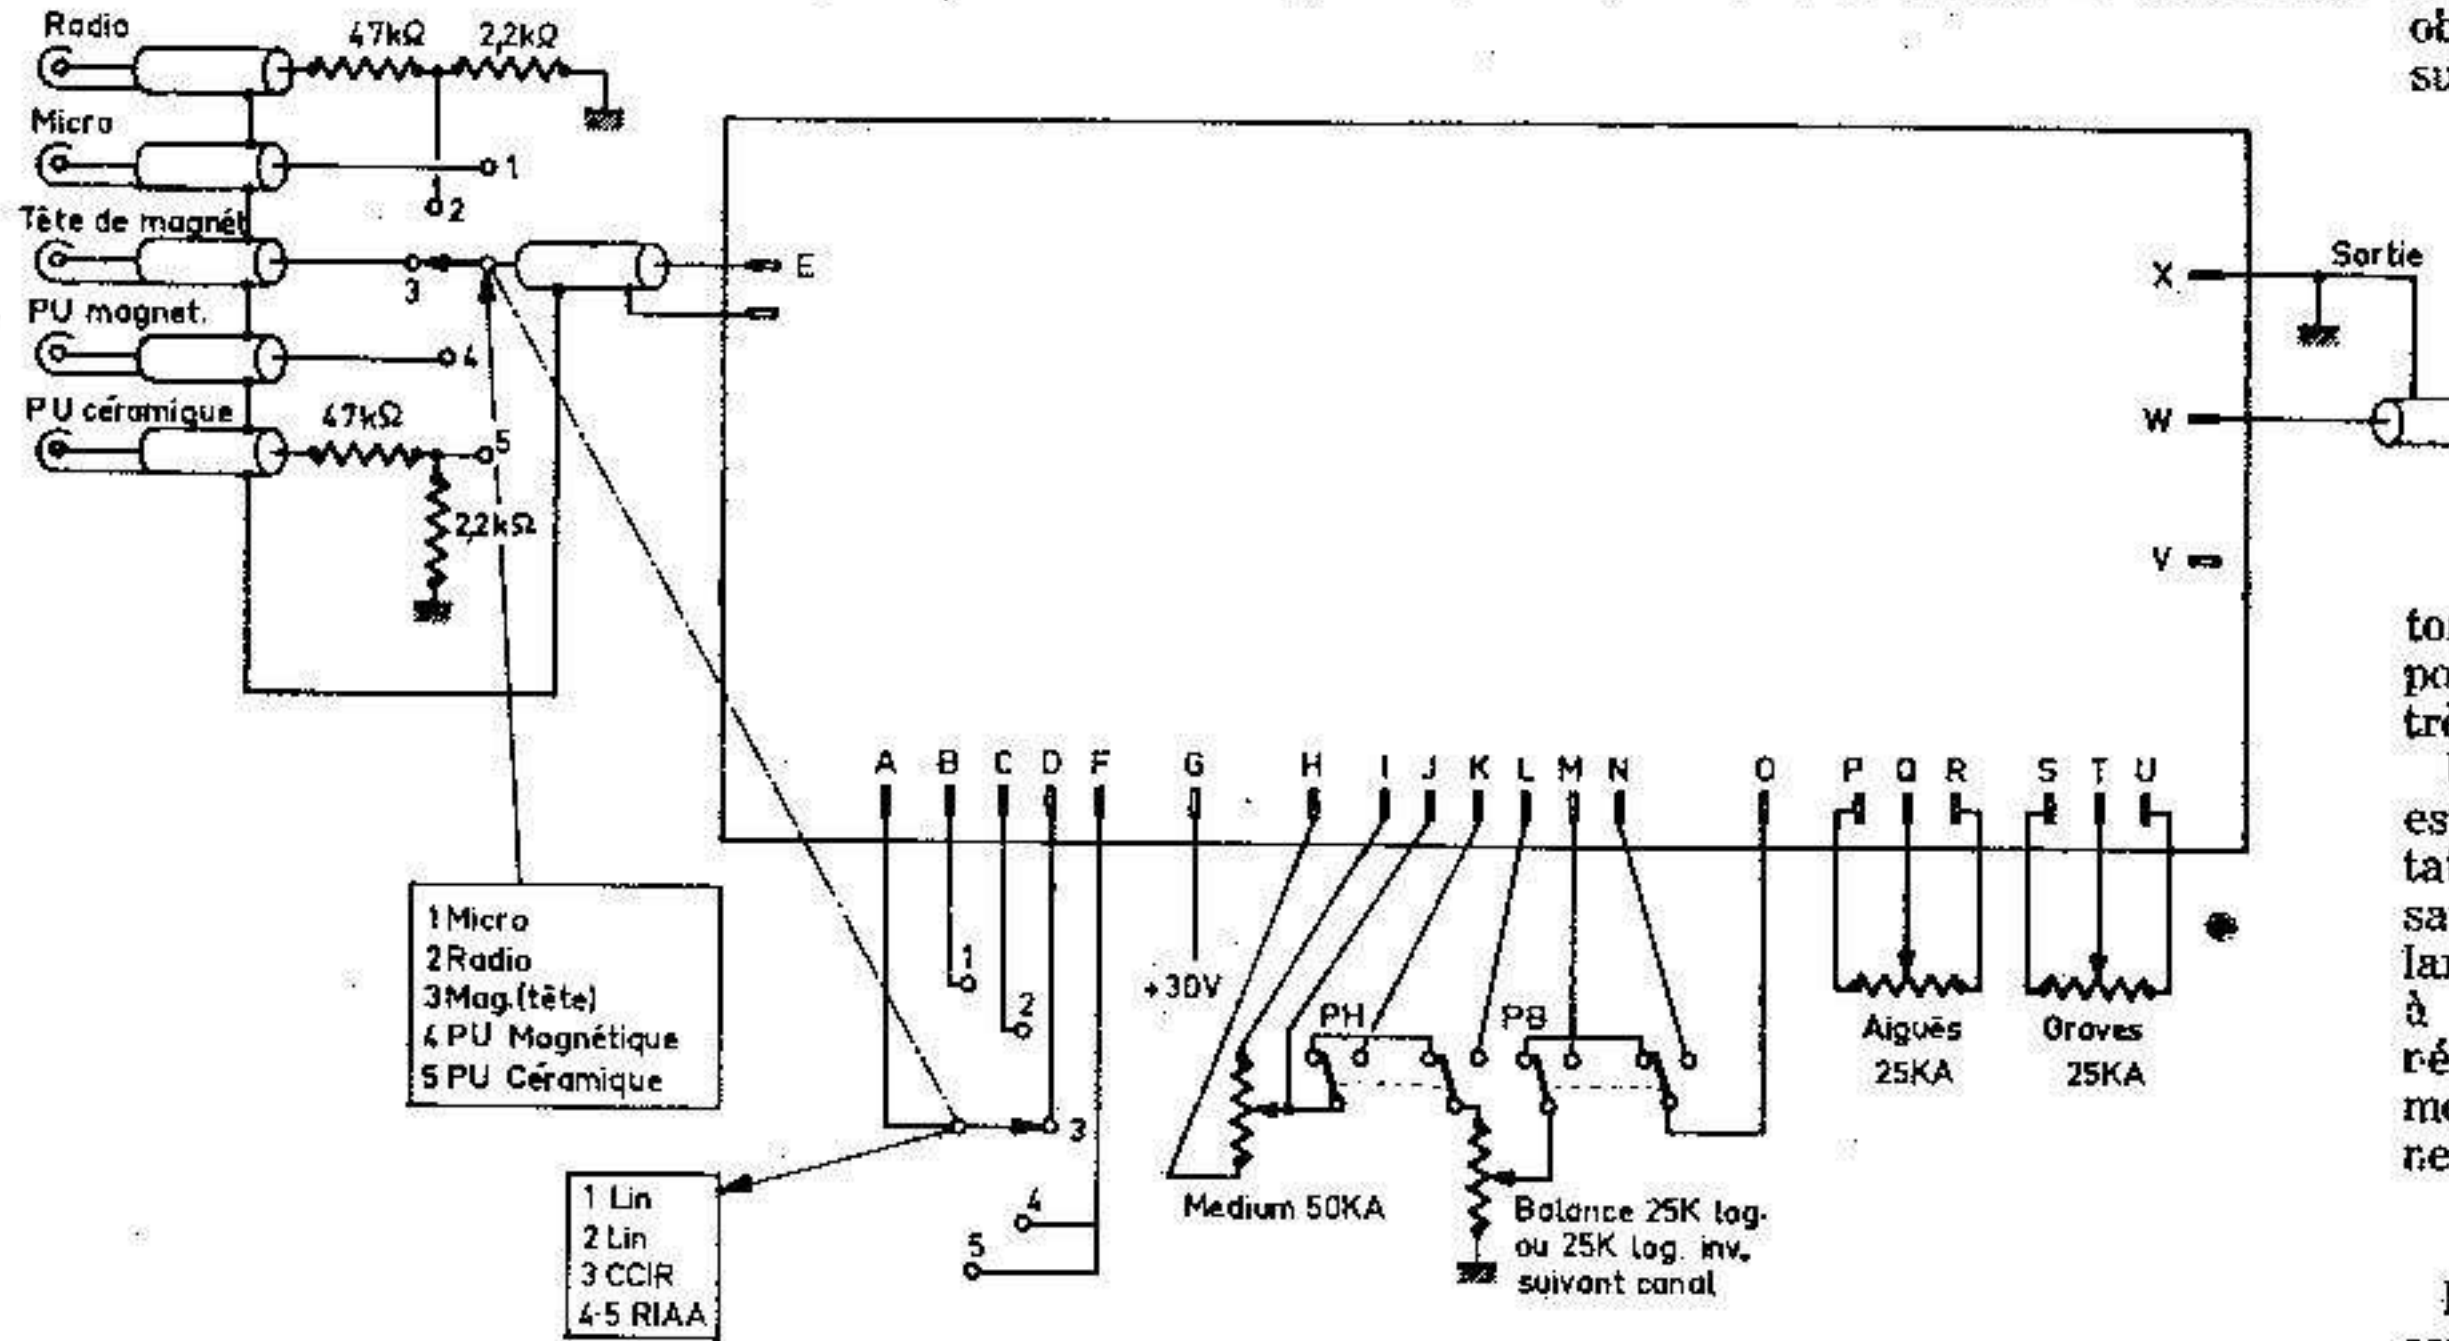 Radio
47kΩ
2,2kΩ
Micro
1
2
Tête de magnét
3
E
PU magnet.
4
PU céramique
47kΩ
5
2,2kΩ
X
Sortie
W
V
A B C D F G H I J K L M N O P Q R S T U
1 Micro
2 Radio
3 Mag.(tête)
4 PU Magnétique
5 PU Céramique
1
2
3
4
5
+30V
PH
PB
Aiguës
25KA
Graves
25KA
Medium 50KA
Balance 25K log.
ou 25K log. inv.
suivant canal
1 Lin
2 Lin
3 CCIR
4-5 RIAA